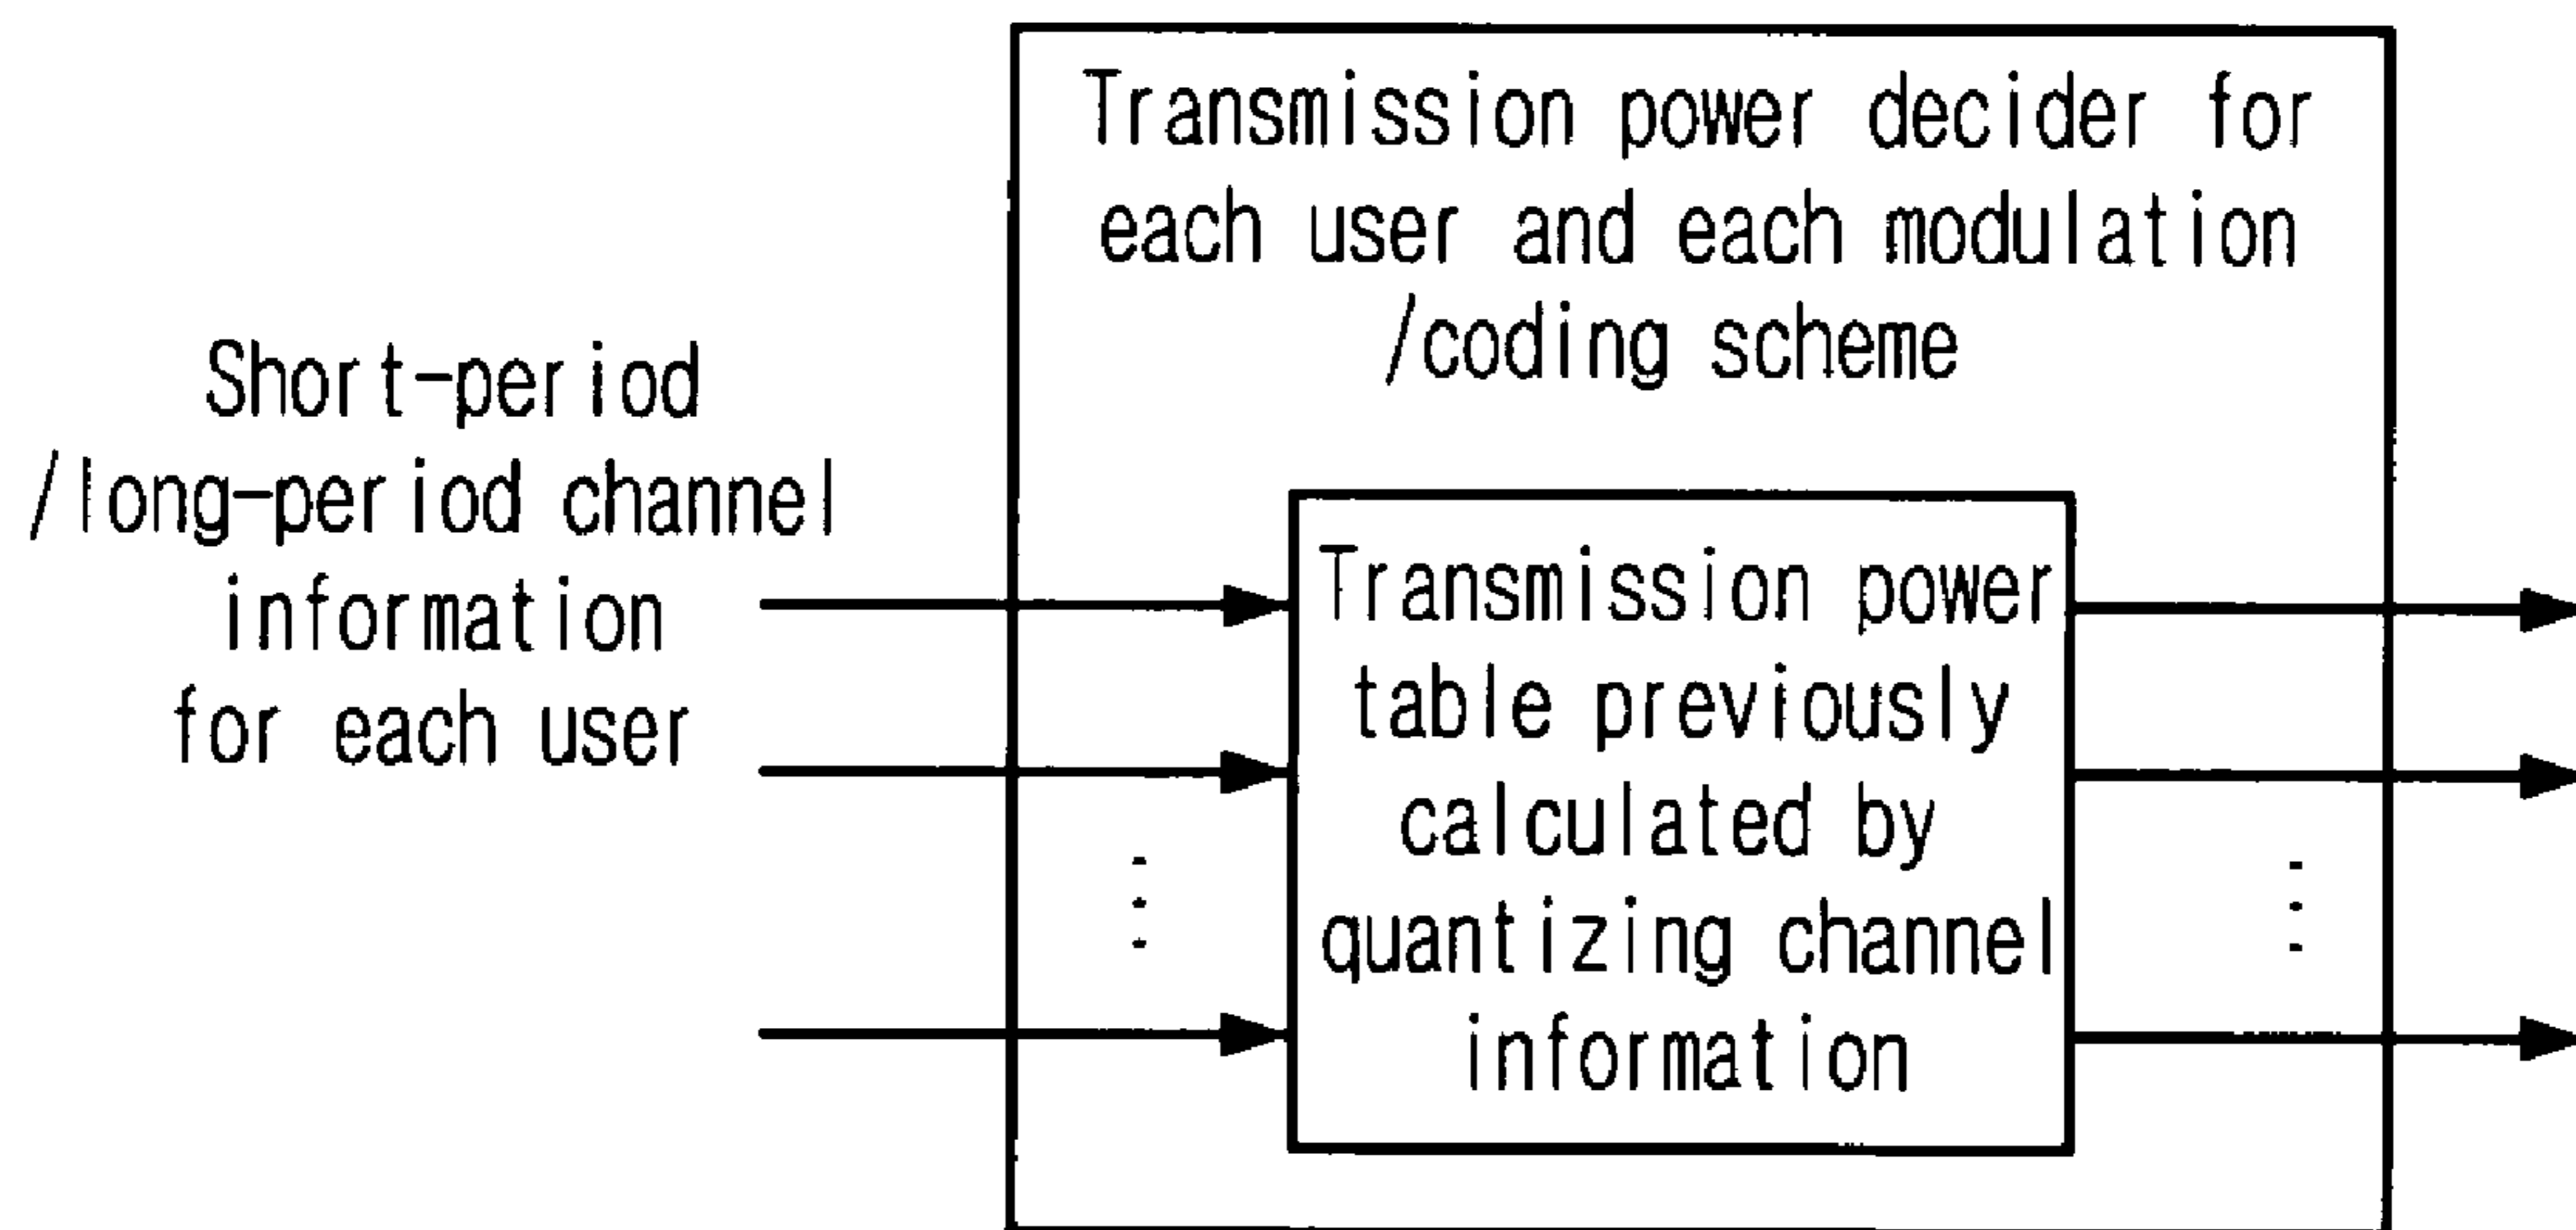 Transmission power decider for
each user and each modulation
/coding scheme
Short-period
/long-period channel
information
for each user
Transmission power
table previously
calculated by
quantizing channel
information